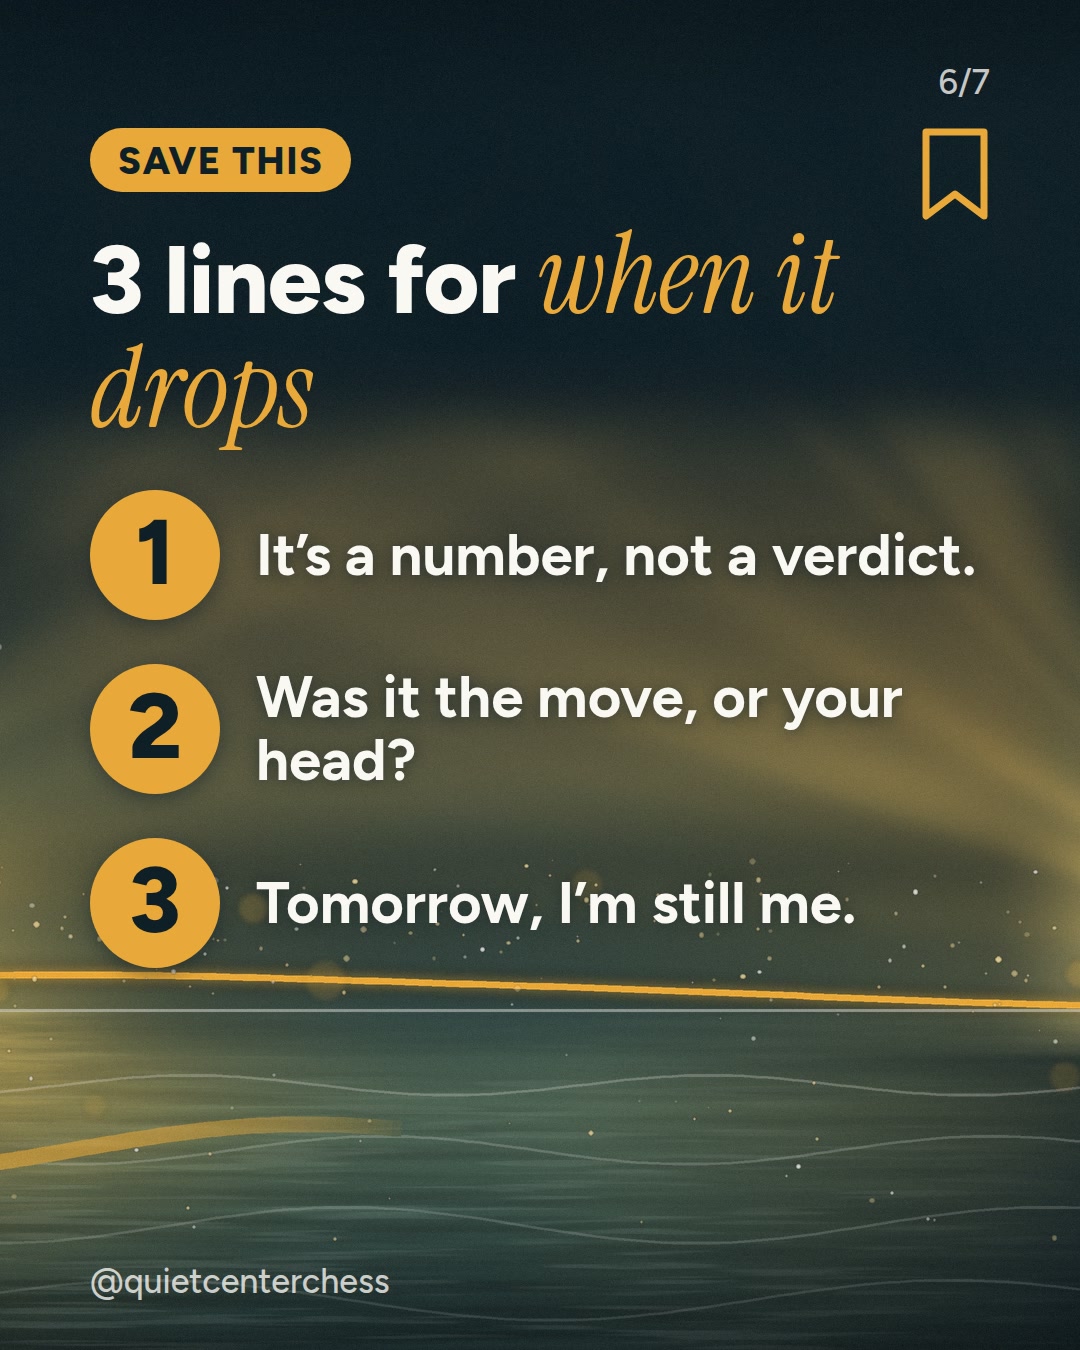 6/7
SAVE THIS
3 lines for when it
drops
1
It’s a number, not a verdict.
2
Was it the move, or your
head?
3
Tomorrow, I’m still me.
@quietcenterchess